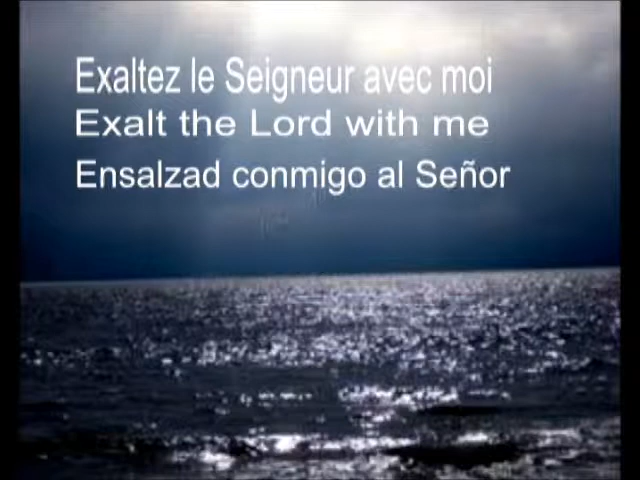 Exaltez le Seigneur avec moi
Exalt the Lord with me
Ensalzad conmigo al Señor